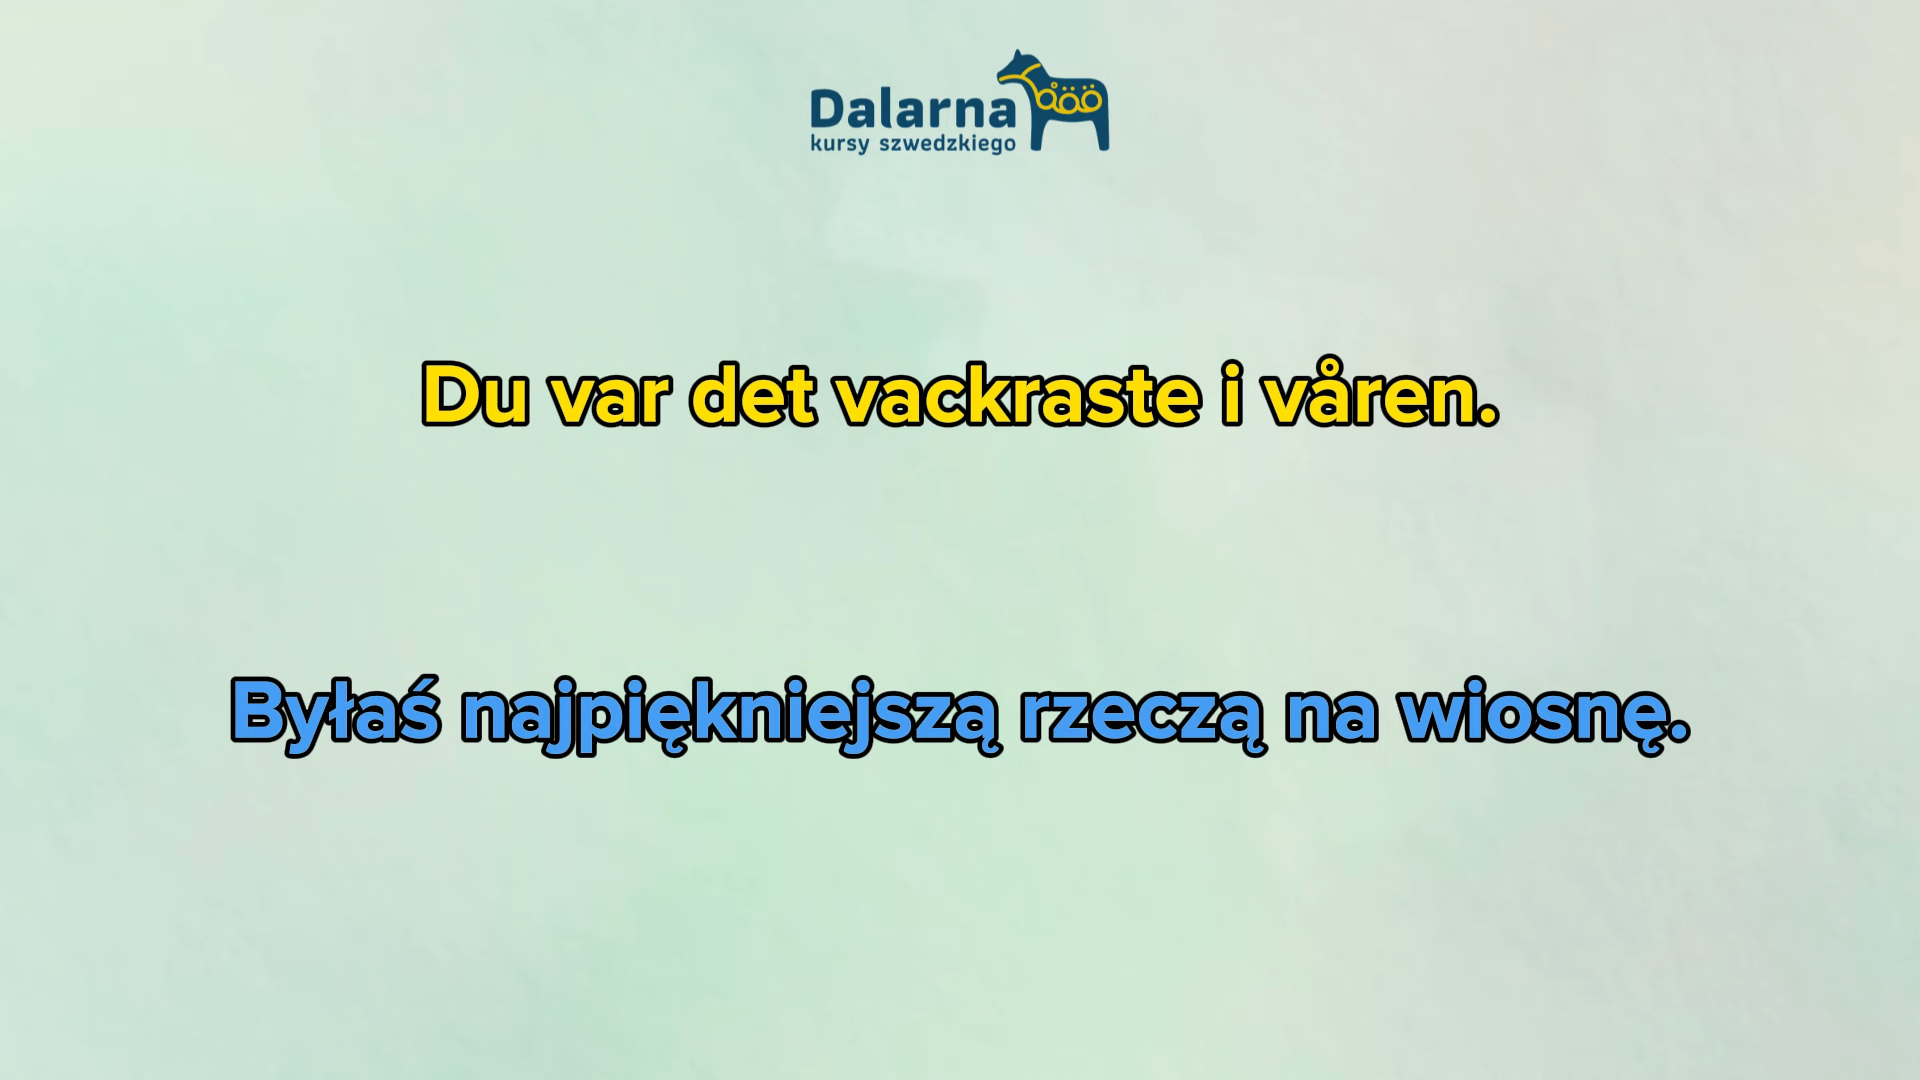 Dalarna
kursy szwedzkiego
Du var det vackraste i våren.
Byłaś najpiękniejszą rzeczą na wiosnę.